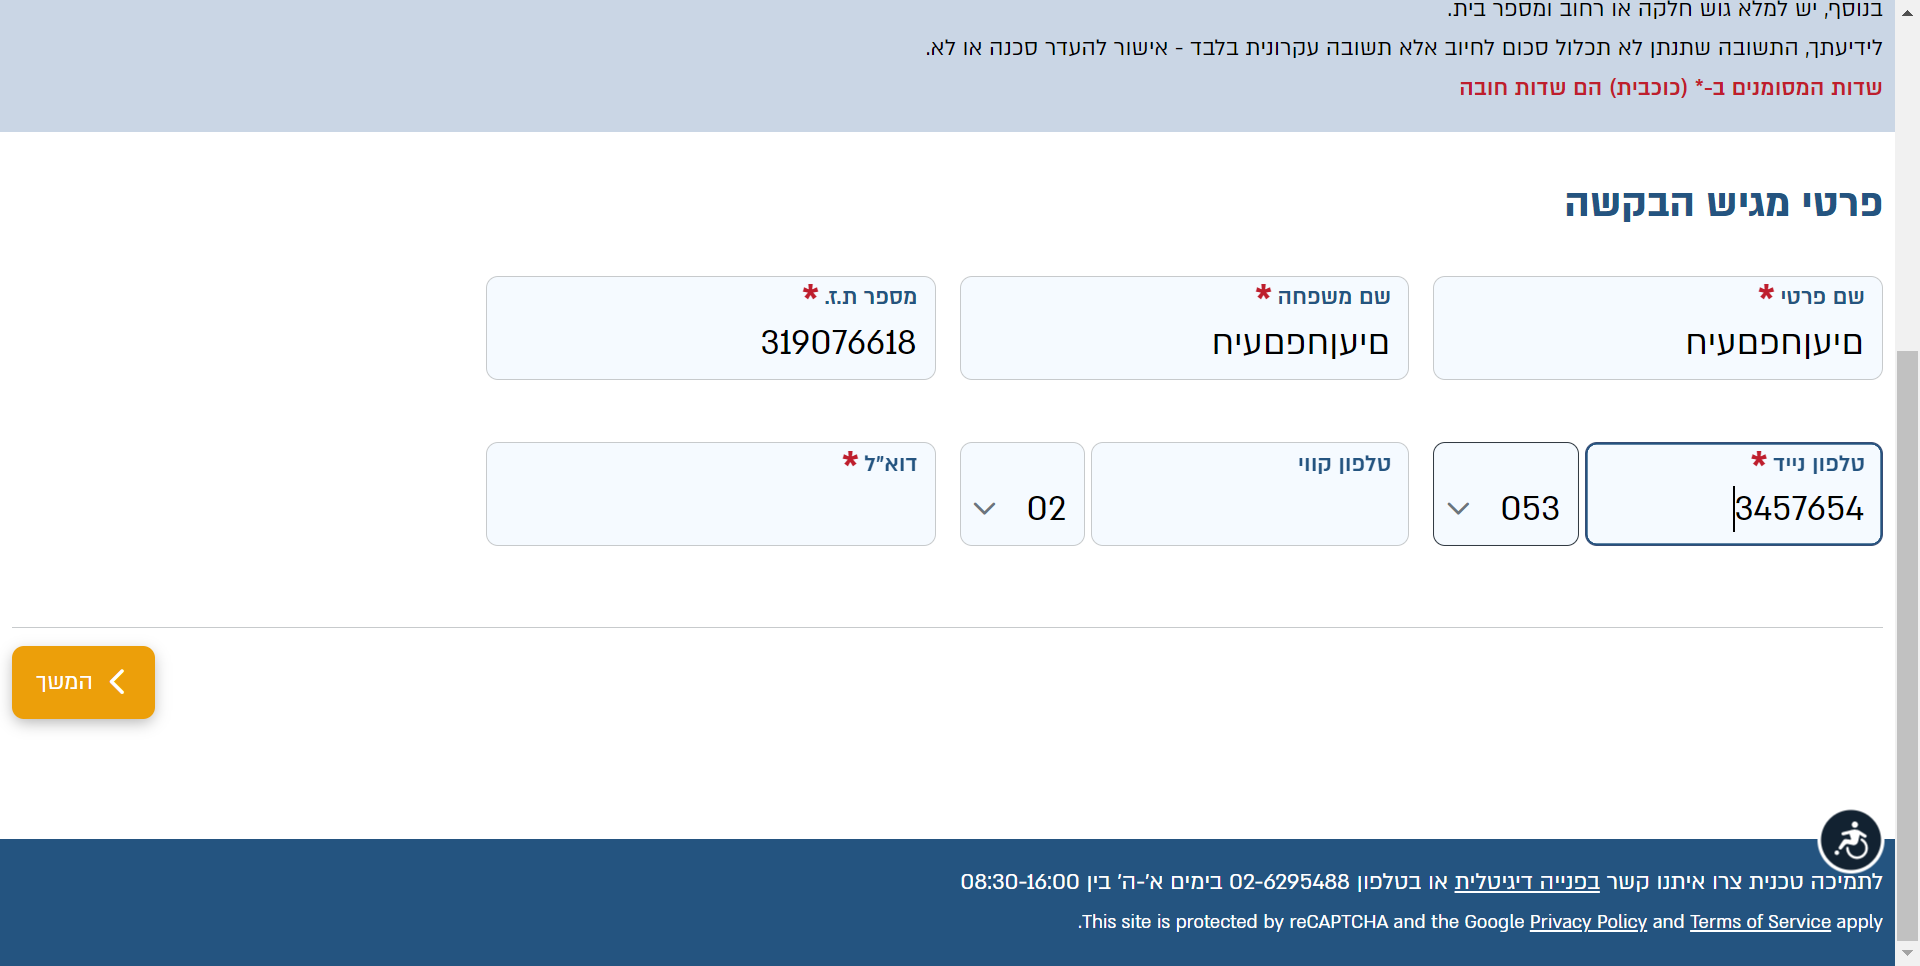 בנוסף, יש למלא גוש חלקה או רחוב ומספר בית.
לידיעתך, התשובה שתנתן לא תכלול סכום לחיוב אלא תשובה עקרונית בלבד - אישור להעדר סכנה או לא.
שדות המסומנים ב-* (כוכבית) הם שדות חובה
פרטי מגיש הבקשה
שם פרטי *
םיעןחפםעיח
שם משפחה *
םיעןחפםעיח
מספר ת.ז. *
319076618
טלפון נייד *
3457654
053
טלפון קווי
02
דוא"ל *
המשך
לתמיכה טכנית צרו איתנו קשר בפנייה דיגיטלית או בטלפון 02-6295488 בימים א'-ה' בין 08:30-16:00
This site is protected by reCAPTCHA and the Google Privacy Policy and Terms of Service apply.